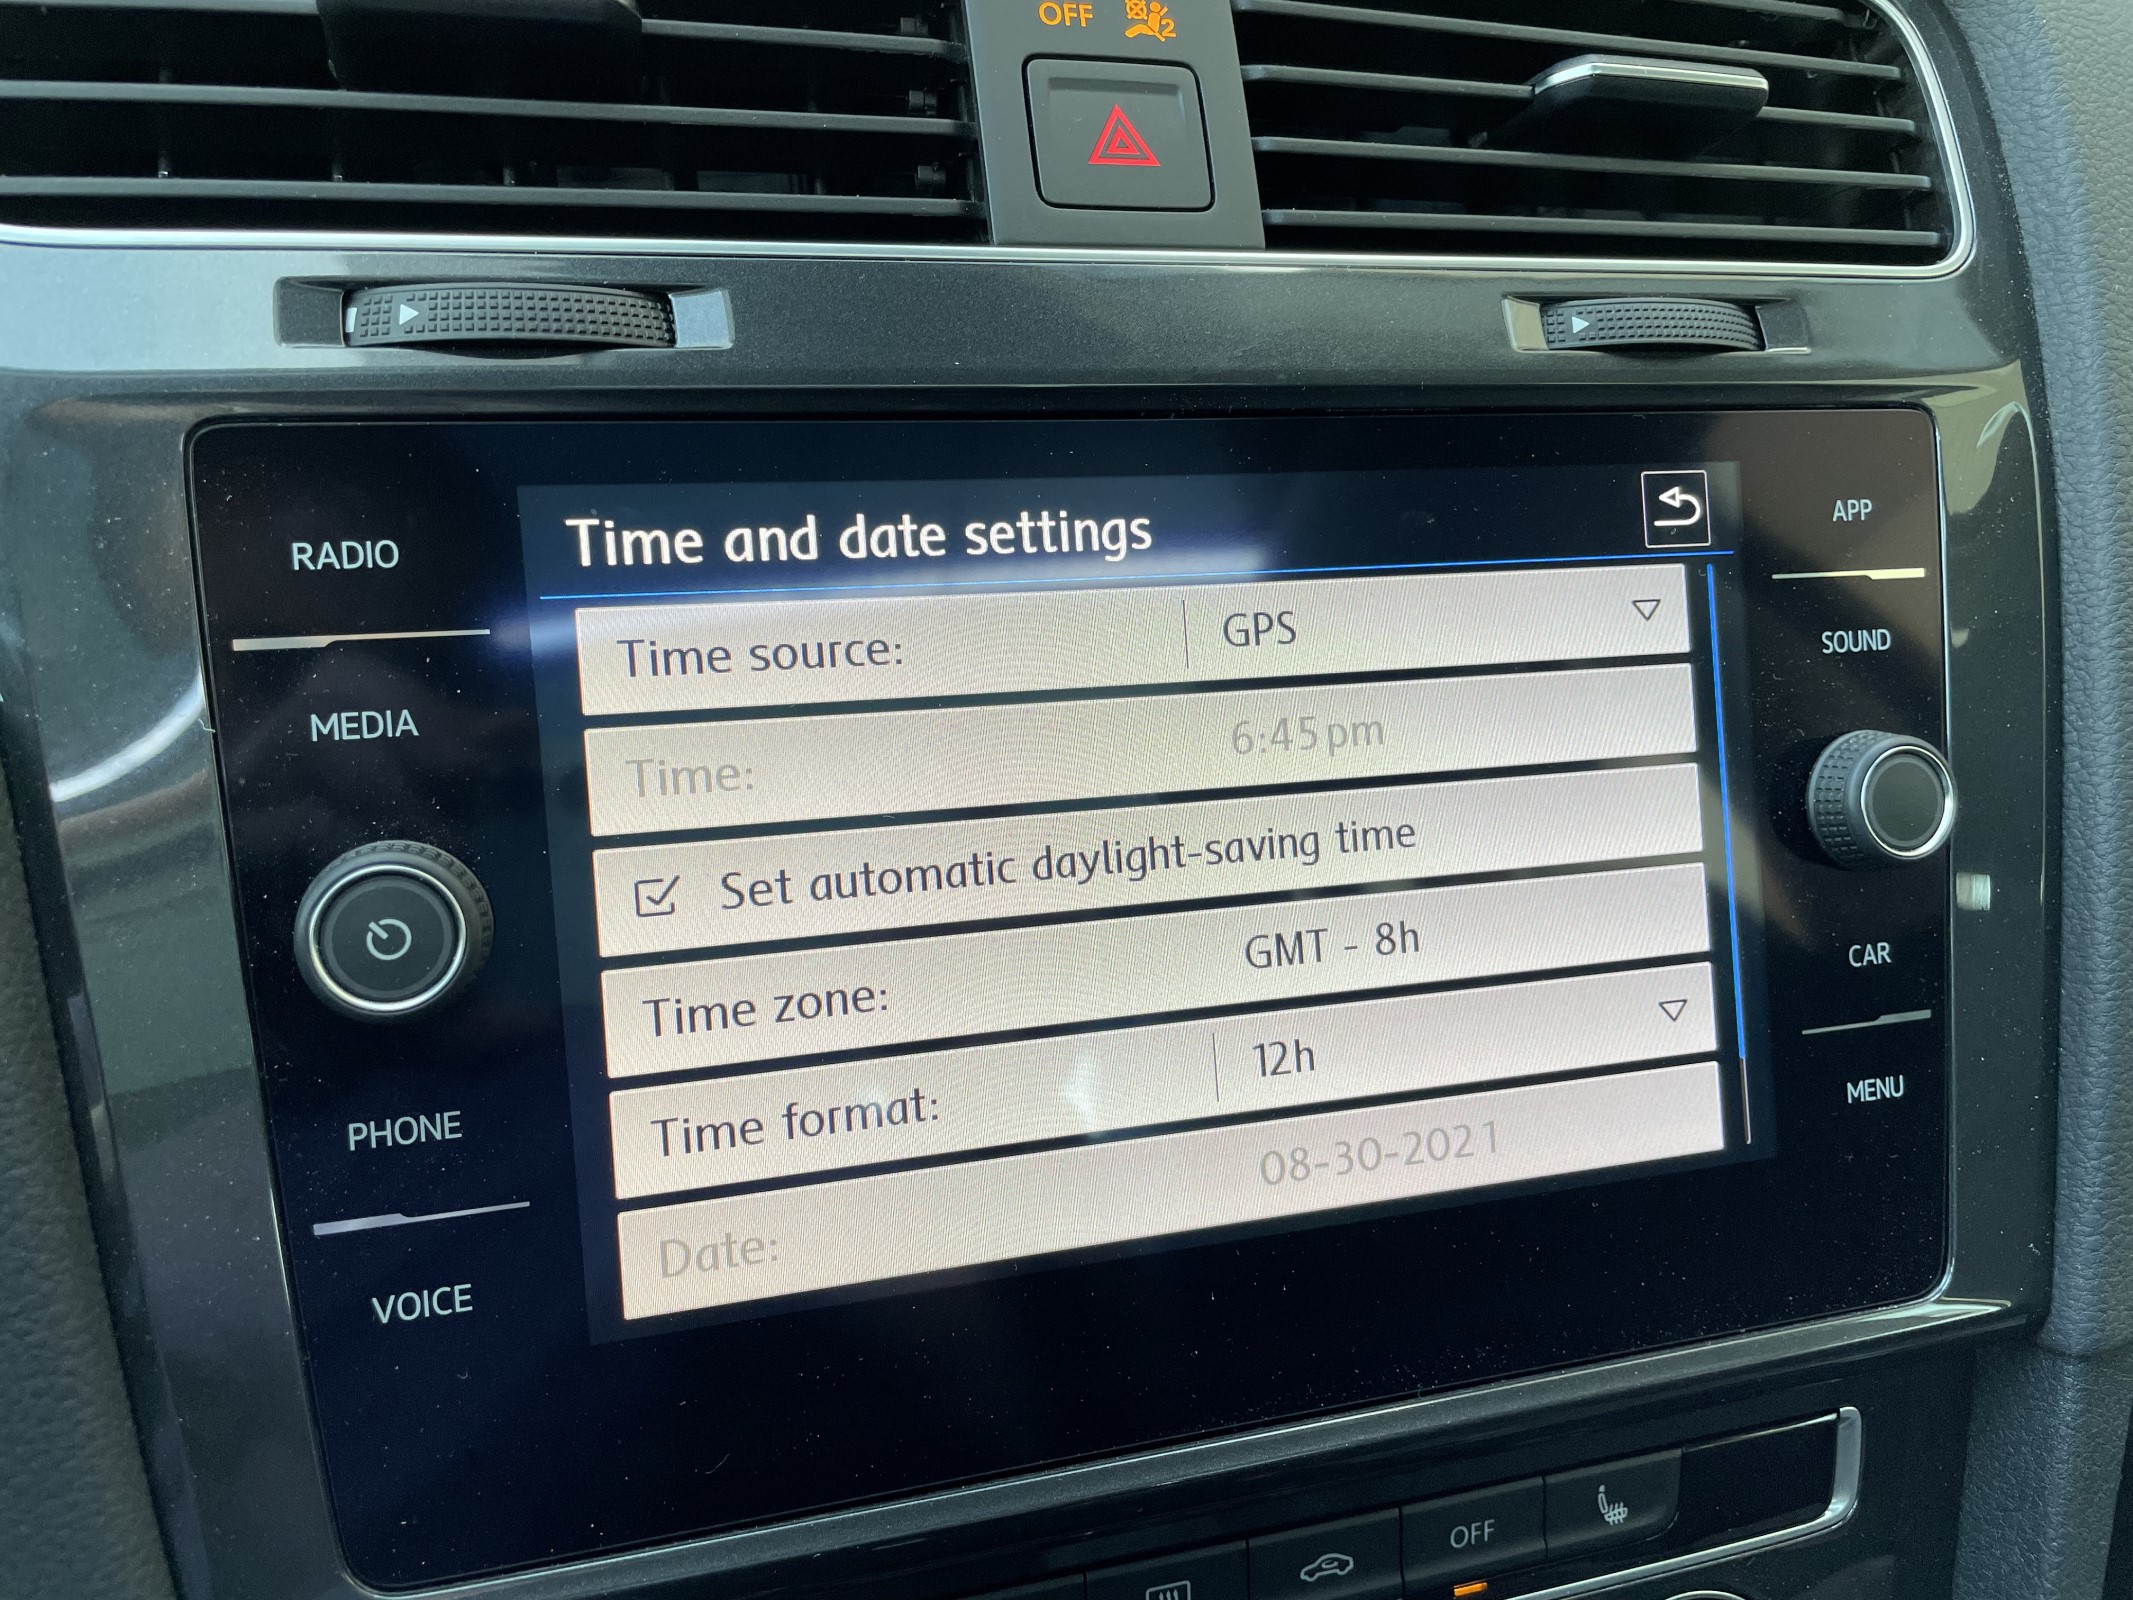 OFF
2
RADIO
MEDIA
PHONE
VOICE
Time and date settings
Time source: GPS
Time: 6:45 pm
Set automatic daylight-saving time
Time zone: GMT - 8h
Time format: 12h
Date: 08-30-2021
APP
SOUND
CAR
MENU
OFF